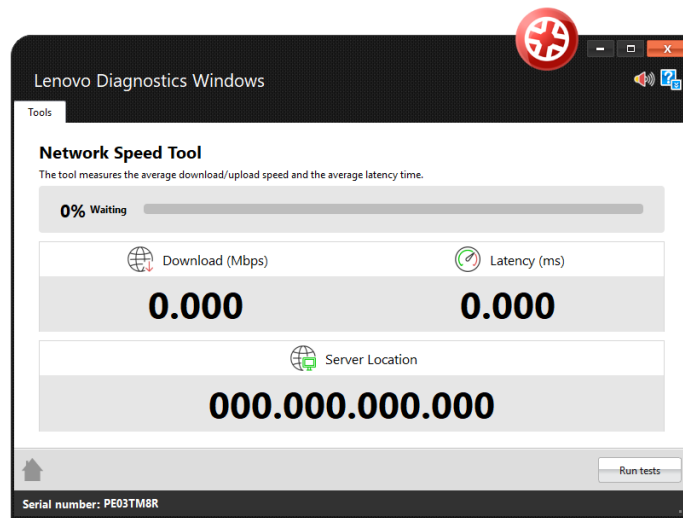 Lenovo Diagnostics Windows
Tools
Network Speed Tool
The tool measures the average download/upload speed and the average latency time.
0% Waiting
Download (Mbps)
Latency (ms)
0.000
0.000
Server Location
000.000.000.000
Run tests
Serial number: PE03TM8R